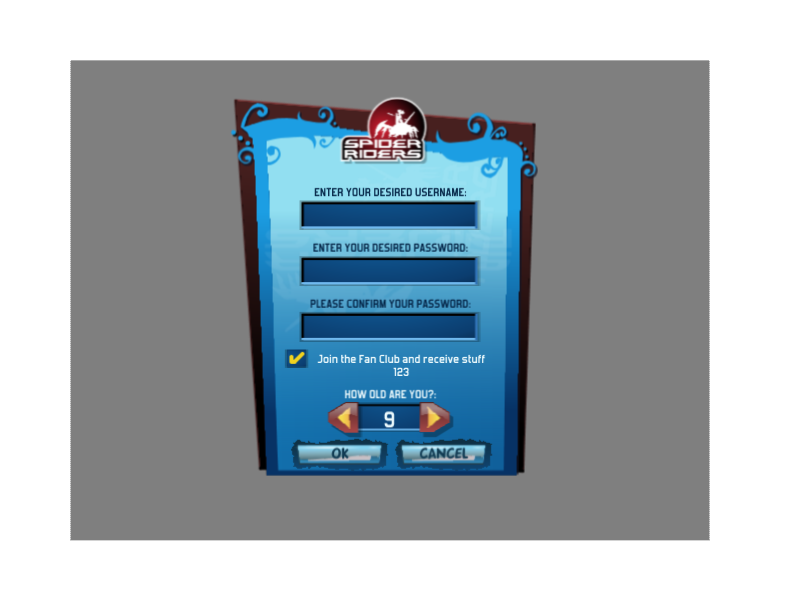 SPIDER
RIDERS
ENTER YOUR DESIRED USERNAME:
ENTER YOUR DESIRED PASSWORD:
PLEASE CONFIRM YOUR PASSWORD:
Join the Fan Club and receive stuff
123
HOW OLD ARE YOU?:
9
OK CANCEL